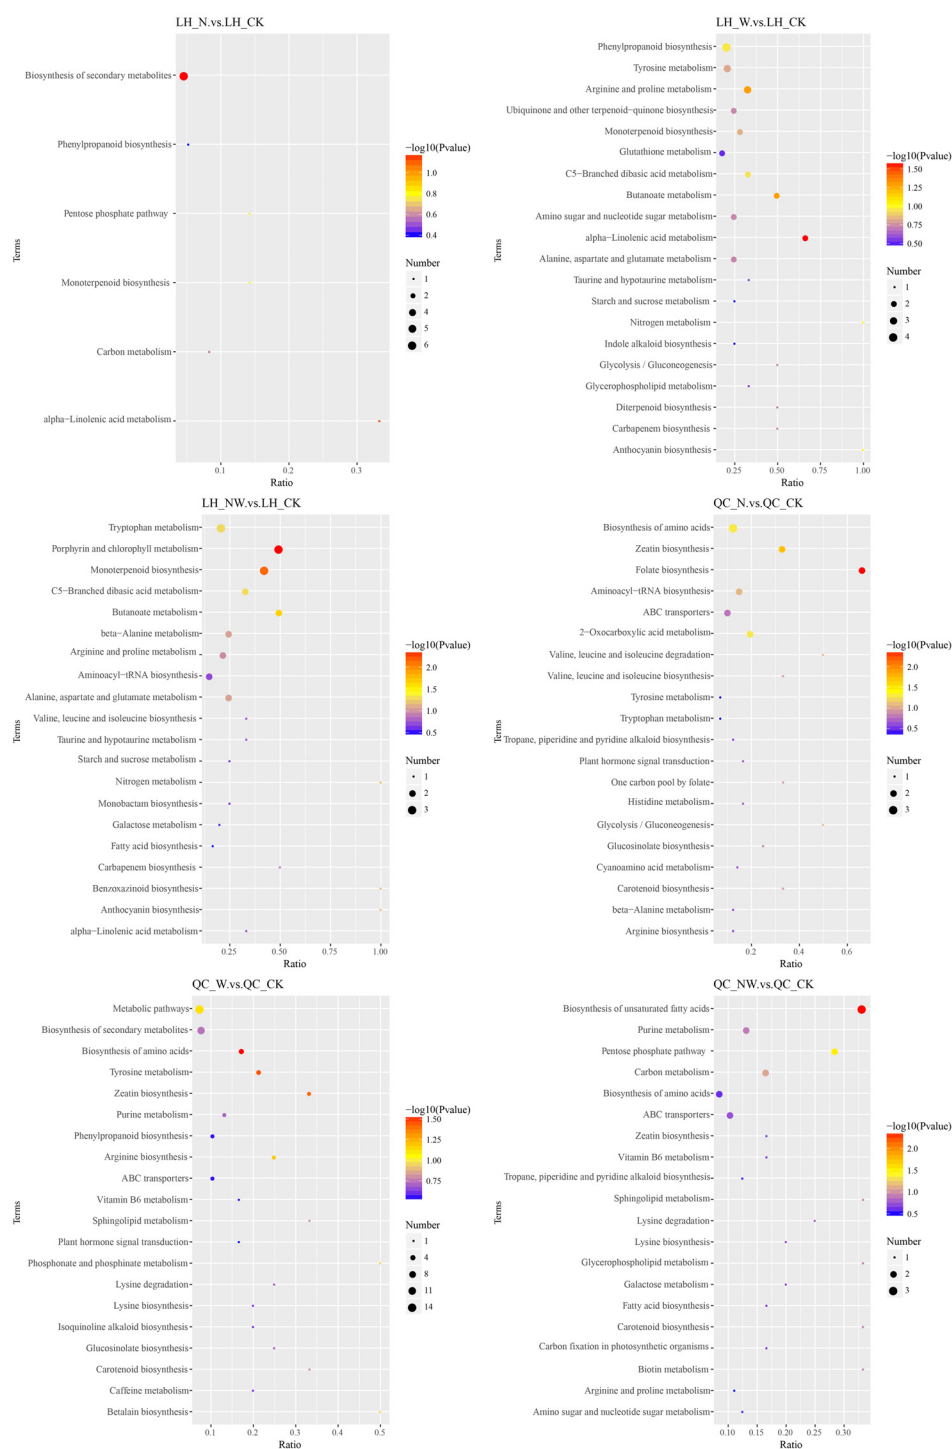 LH_N.vs.LH_CK
Biosynthesis of secondary metabolites
Phenylpropanoid biosynthesis
Pentose phosphate pathway
Monoterpenoid biosynthesis
Carbon metabolism
alpha−Linolenic acid metabolism
Terms
0.1 0.2 0.3
Ratio
−log10(Pvalue)
1.0
0.8
0.6
0.4
Number
1
2
4
5
6
LH_W.vs.LH_CK
Phenylpropanoid biosynthesis
Tyrosine metabolism
Arginine and proline metabolism
Ubiquinone and other terpenoid−quinone biosynthesis
Monoterpenoid biosynthesis
Glutathione metabolism
C5−Branched dibasic acid metabolism
Butanoate metabolism
Amino sugar and nucleotide sugar metabolism
alpha−Linolenic acid metabolism
Alanine, aspartate and glutamate metabolism
Taurine and hypotaurine metabolism
Starch and sucrose metabolism
Nitrogen metabolism
Indole alkaloid biosynthesis
Glycolysis / Gluconeogenesis
Glycerophospholipid metabolism
Diterpenoid biosynthesis
Carbapenem biosynthesis
Anthocyanin biosynthesis
Terms
0.25 0.50 0.75 1.00
Ratio
−log10(Pvalue)
1.50
1.25
1.00
0.75
0.50
Number
1
2
3
4
LH_NW.vs.LH_CK
Tryptophan metabolism
Porphyrin and chlorophyll metabolism
Monoterpenoid biosynthesis
C5−Branched dibasic acid metabolism
Butanoate metabolism
beta−Alanine metabolism
Arginine and proline metabolism
Aminoacyl−tRNA biosynthesis
Alanine, aspartate and glutamate metabolism
Valine, leucine and isoleucine biosynthesis
Taurine and hypotaurine metabolism
Starch and sucrose metabolism
Nitrogen metabolism
Monobactam biosynthesis
Galactose metabolism
Fatty acid biosynthesis
Carbapenem biosynthesis
Benzoxazinoid biosynthesis
Anthocyanin biosynthesis
alpha−Linolenic acid metabolism
Terms
0.25 0.50 0.75 1.00
Ratio
−log10(Pvalue)
2.0
1.5
1.0
0.5
Number
1
2
3
QC_N.vs.QC_CK
Biosynthesis of amino acids
Zeatin biosynthesis
Folate biosynthesis
Aminoacyl−tRNA biosynthesis
ABC transporters
2−Oxocarboxylic acid metabolism
Valine, leucine and isoleucine degradation
Valine, leucine and isoleucine biosynthesis
Tyrosine metabolism
Tryptophan metabolism
Tropane, piperidine and pyridine alkaloid biosynthesis
Plant hormone signal transduction
One carbon pool by folate
Histidine metabolism
Glycolysis / Gluconeogenesis
Glucosinolate biosynthesis
Cyanoamino acid metabolism
Carotenoid biosynthesis
beta−Alanine metabolism
Arginine biosynthesis
Terms
0.2 0.4 0.6
Ratio
−log10(Pvalue)
2.0
1.5
1.0
0.5
Number
1
2
3
QC_W.vs.QC_CK
Metabolic pathways
Biosynthesis of secondary metabolites
Biosynthesis of amino acids
Tyrosine metabolism
Zeatin biosynthesis
Purine metabolism
Phenylpropanoid biosynthesis
Arginine biosynthesis
ABC transporters
Vitamin B6 metabolism
Sphingolipid metabolism
Plant hormone signal transduction
Phosphonate and phosphinate metabolism
Lysine degradation
Lysine biosynthesis
Isoquinoline alkaloid biosynthesis
Glucosinolate biosynthesis
Carotenoid biosynthesis
Caffeine metabolism
Betalain biosynthesis
Terms
0.1 0.2 0.3 0.4 0.5
Ratio
−log10(Pvalue)
1.50
1.25
1.00
0.75
Number
1
4
8
11
14
QC_NW.vs.QC_CK
Biosynthesis of unsaturated fatty acids
Purine metabolism
Pentose phosphate pathway
Carbon metabolism
Biosynthesis of amino acids
ABC transporters
Zeatin biosynthesis
Vitamin B6 metabolism
Tropane, piperidine and pyridine alkaloid biosynthesis
Sphingolipid metabolism
Lysine degradation
Lysine biosynthesis
Glycerophospholipid metabolism
Galactose metabolism
Fatty acid biosynthesis
Carotenoid biosynthesis
Carbon fixation in photosynthetic organisms
Biotin metabolism
Arginine and proline metabolism
Amino sugar and nucleotide sugar metabolism
Terms
0.10 0.15 0.20 0.25 0.30
Ratio
−log10(Pvalue)
2.0
1.5
1.0
0.5
Number
1
2
3